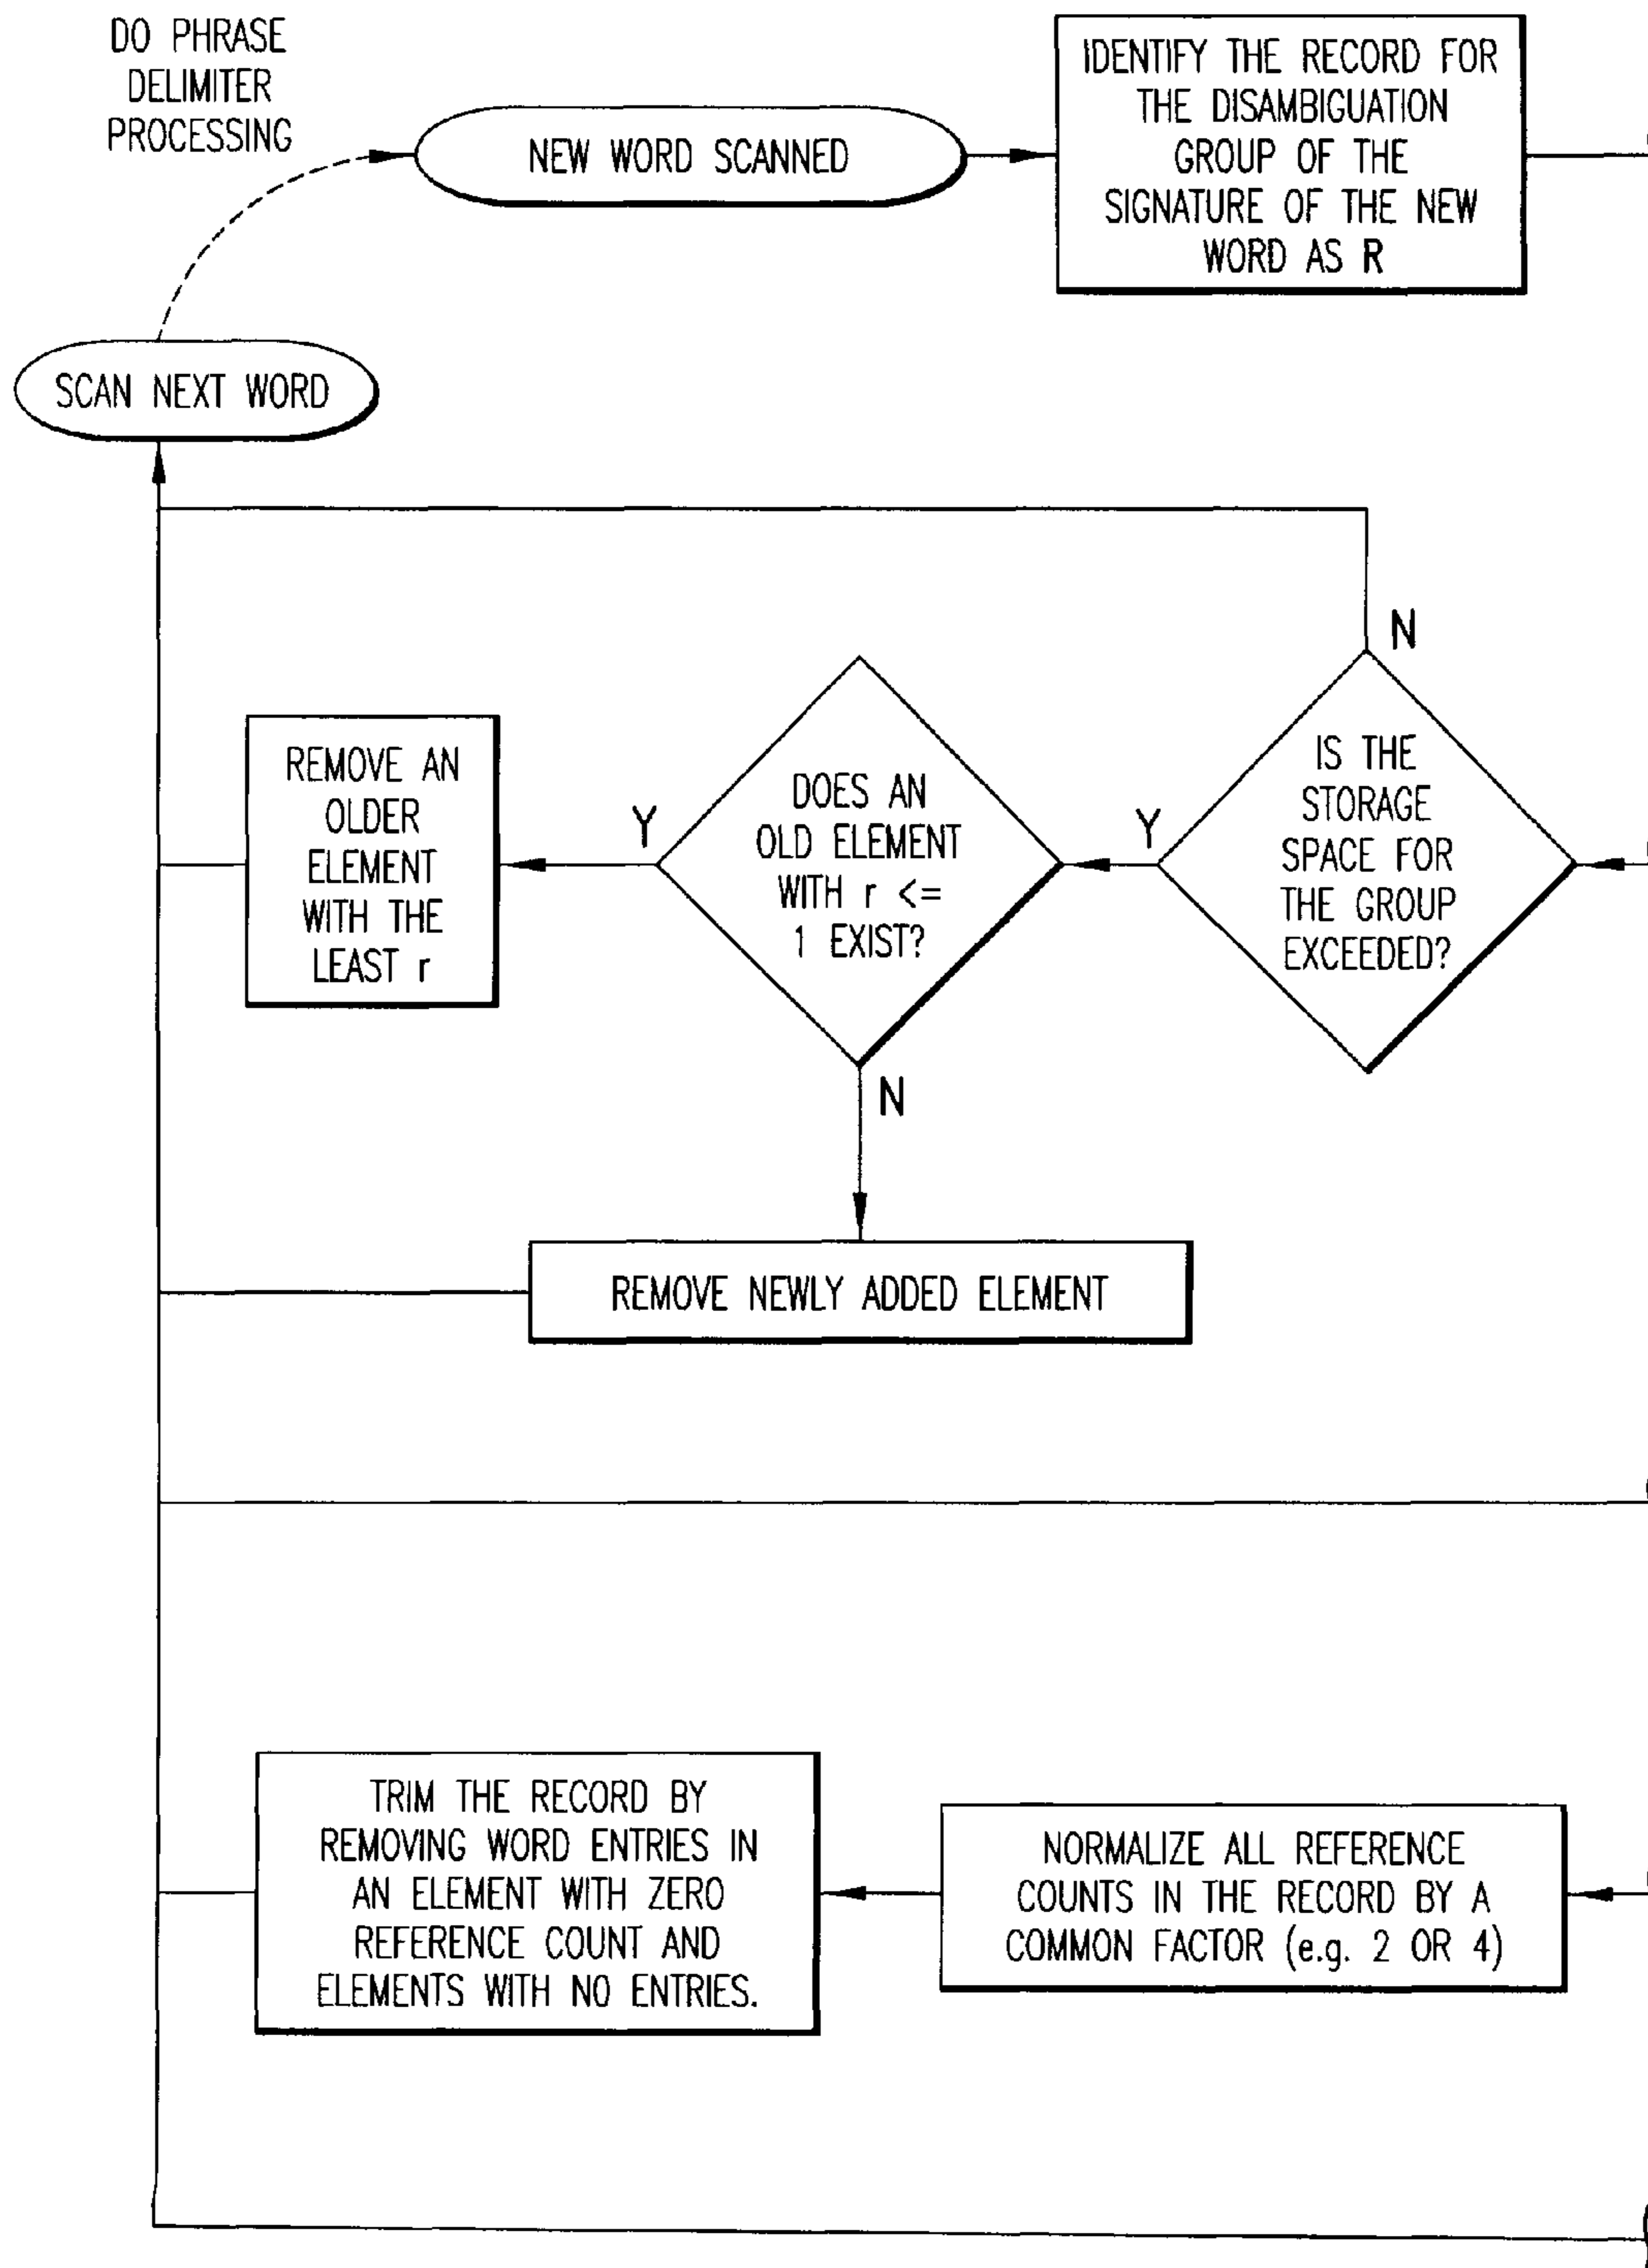 DO PHRASE
DELIMITER
PROCESSING
NEW WORD SCANNED
IDENTIFY THE RECORD FOR
THE DISAMBIGUATION
GROUP OF THE
SIGNATURE OF THE NEW
WORD AS R
SCAN NEXT WORD
N
IS THE
STORAGE
SPACE FOR
THE GROUP
EXCEEDED?
Y
DOES AN
OLD ELEMENT
WITH r <=
1 EXIST?
Y
REMOVE AN
OLDER
ELEMENT
WITH THE
LEAST r
N
REMOVE NEWLY ADDED ELEMENT
TRIM THE RECORD BY
REMOVING WORD ENTRIES IN
AN ELEMENT WITH ZERO
REFERENCE COUNT AND
ELEMENTS WITH NO ENTRIES.
NORMALIZE ALL REFERENCE
COUNTS IN THE RECORD BY A
COMMON FACTOR (e.g. 2 OR 4)